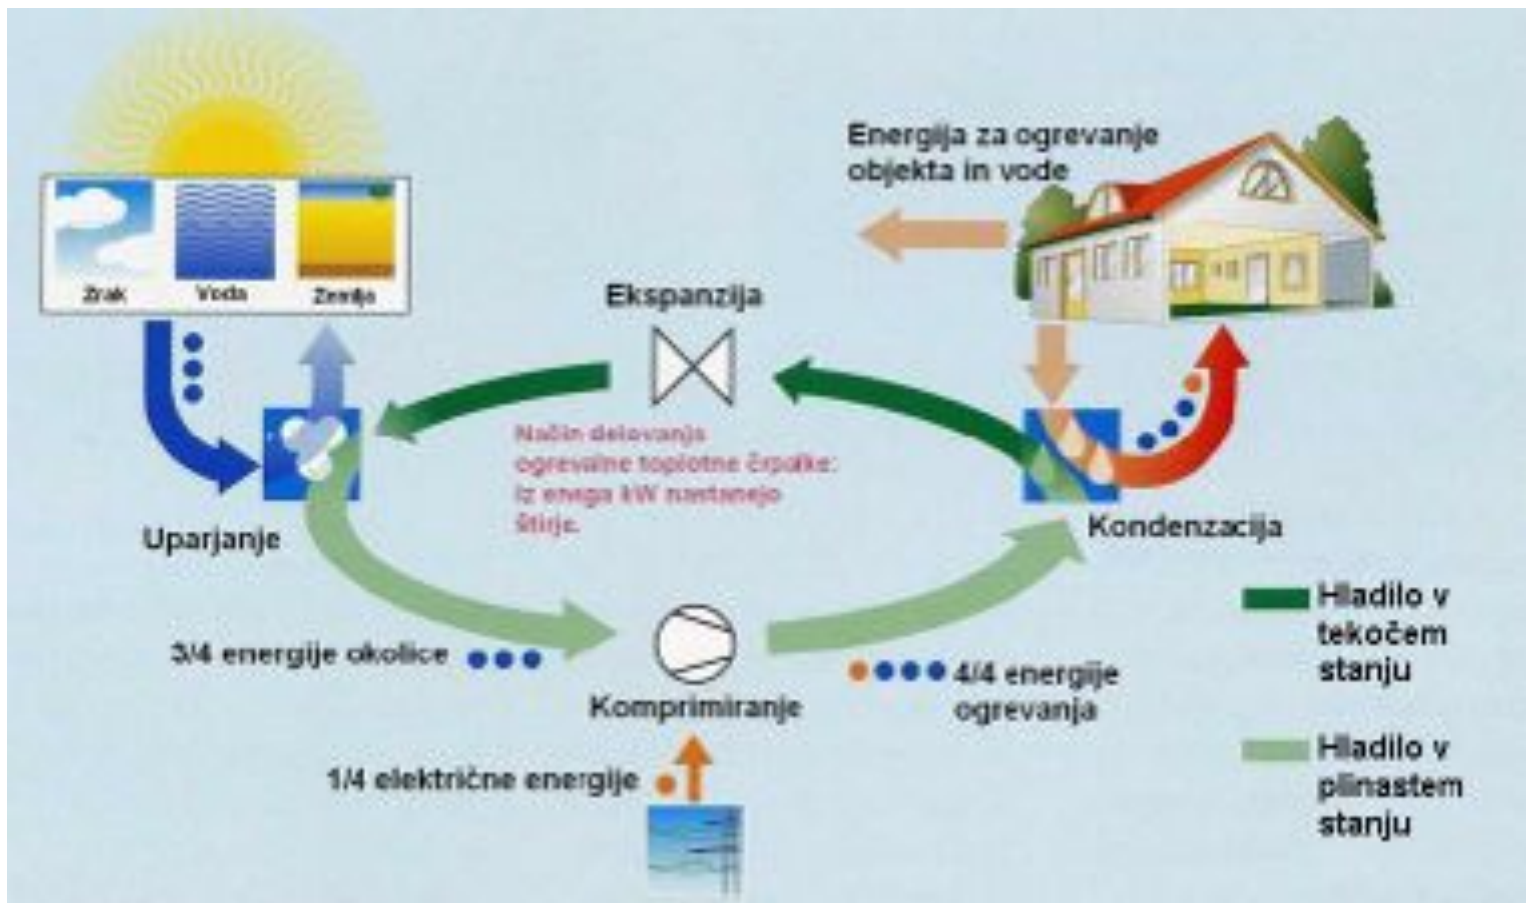 Energija za ogrevanje
objekta in vode
Zrak
Voda
Zemlja
Ekspanzija
Način delovanja
ogrevalne toplotne črpalke:
iz enega kW nastanejo
štirje.
Uparjanje
Kondenzacija
3/4 energije okolice
Komprimiranje
4/4 energije
ogrevanja
1/4 električne energije
Hladilo v
tekočem
stanju
Hladilo v
plinastem
stanju